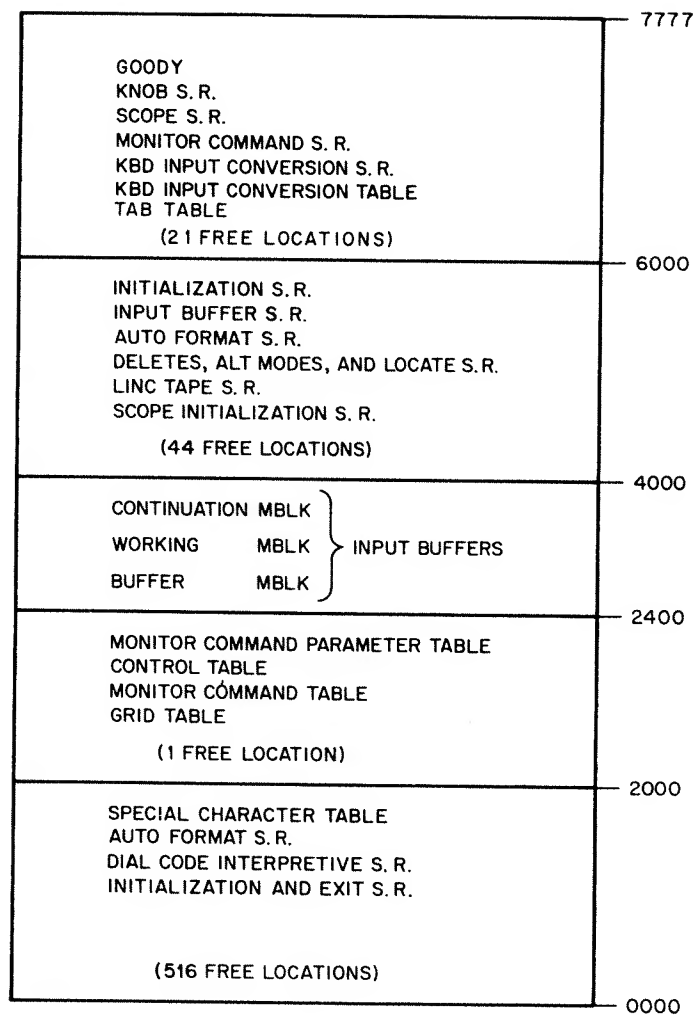 7777
GOODY
KNOB S.R.
SCOPE S.R.
MONITOR COMMAND S.R.
KBD INPUT CONVERSION S.R.
KBD INPUT CONVERSION TABLE
TAB TABLE
(21 FREE LOCATIONS)
6000
INITIALIZATION S.R.
INPUT BUFFER S.R.
AUTO FORMAT S.R.
DELETES, ALT MODES, AND LOCATE S.R.
LINC TAPE S.R.
SCOPE INITIALIZATION S.R.
(44 FREE LOCATIONS)
4000
CONTINUATION MBLK
WORKING MBLK INPUT BUFFERS
BUFFER MBLK
2400
MONITOR COMMAND PARAMETER TABLE
CONTROL TABLE
MONITOR COMMAND TABLE
GRID TABLE
(1 FREE LOCATION)
2000
SPECIAL CHARACTER TABLE
AUTO FORMAT S.R.
DIAL CODE INTERPRETIVE S.R.
INITIALIZATION AND EXIT S.R.
(516 FREE LOCATIONS)
0000